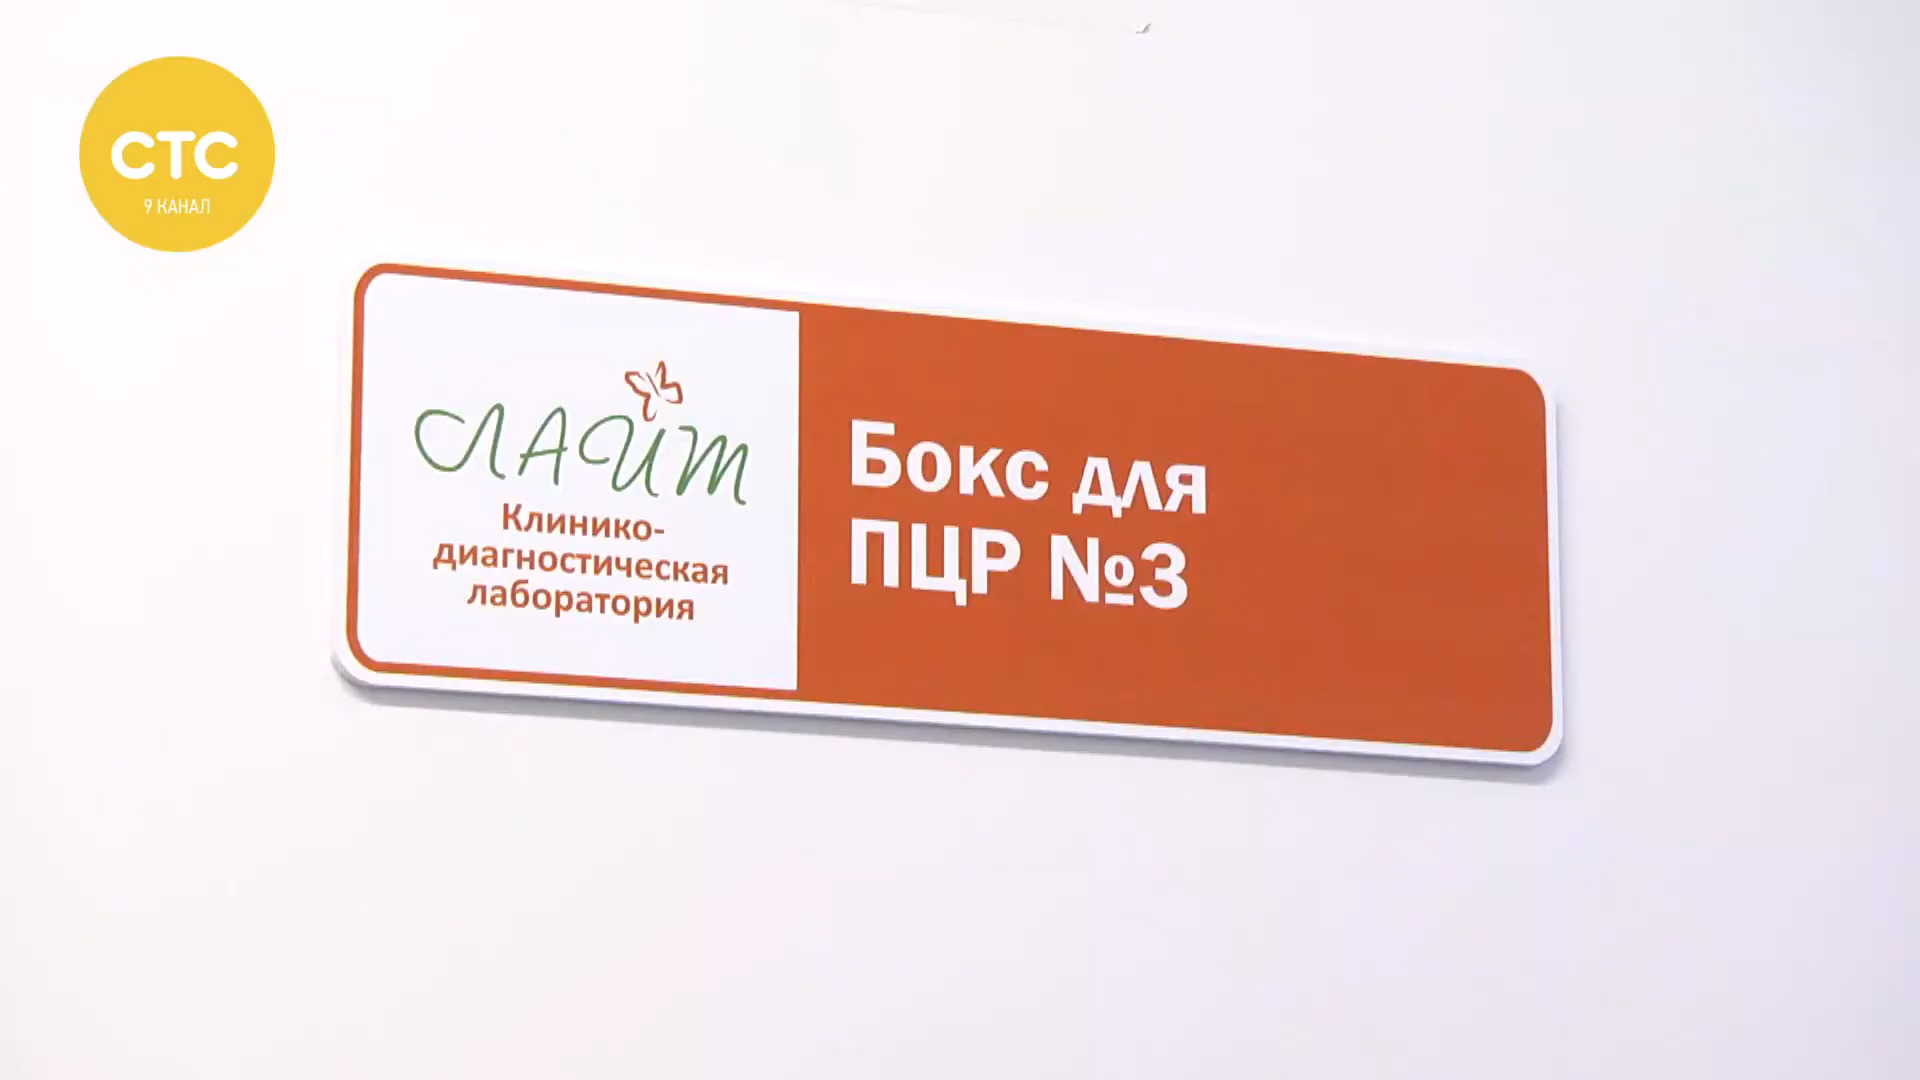 СТС
9 КАНАЛ
ЛАЙТ
Клинико-
диагностическая
лаборатория
Бокс для
ПЦР №3